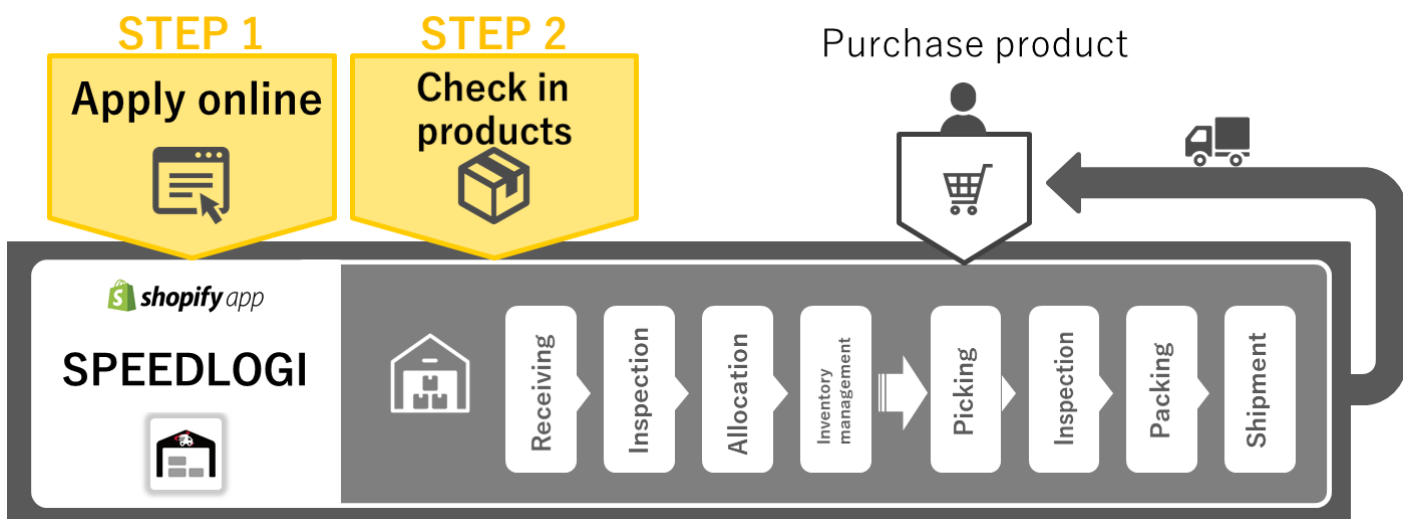 STEP 1
Apply online
STEP 2
Check in
products
Purchase product
shopify app
SPEEDLOGI
Receiving
Inspection
Allocation
Inventory
management
Picking
Inspection
Packing
Shipment